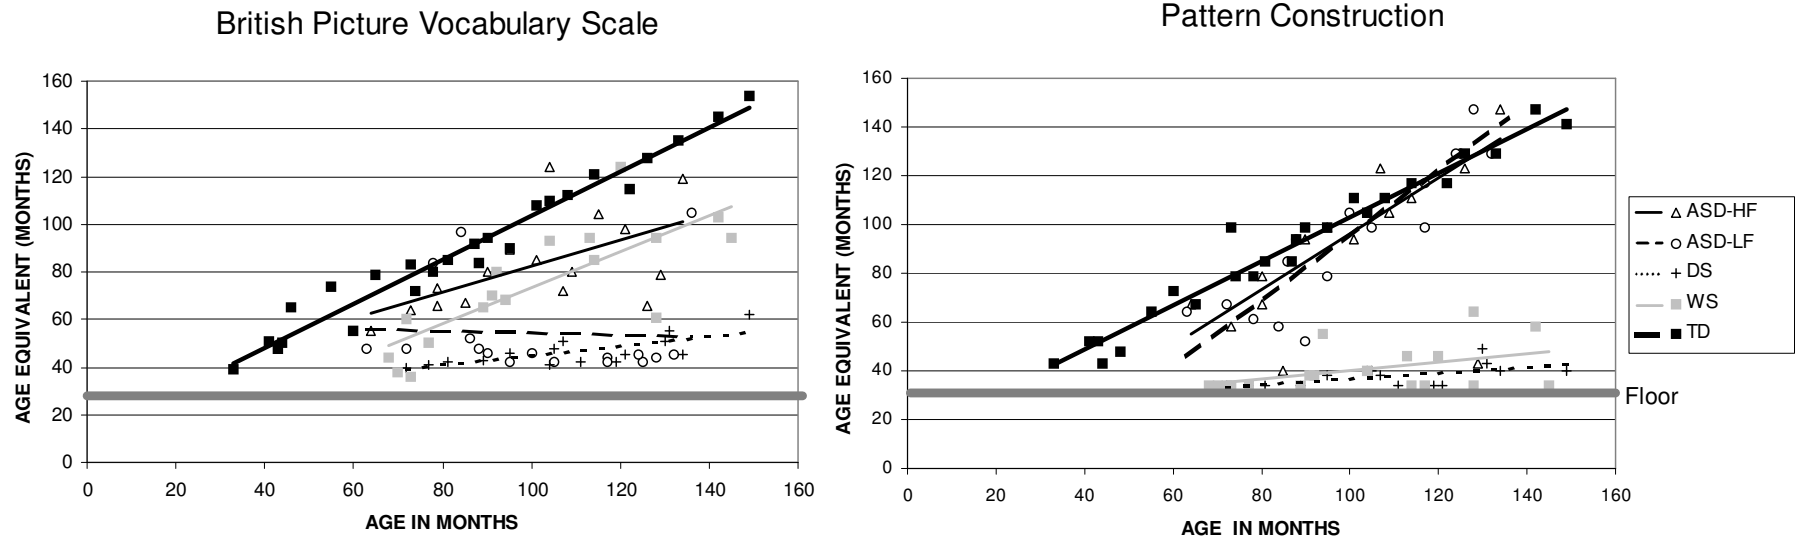 British Picture Vocabulary Scale
AGE EQUIVALENT (MONTHS)
160
140
120
100
80
60
40
20
0
0 20 40 60 80 100 120 140 160
AGE IN MONTHS
Pattern Construction
AGE EQUIVALENT (MONTHS)
160
140
120
100
80
60
40
20
0
0 20 40 60 80 100 120 140 160
AGE IN MONTHS
Floor
ASD-HF
ASD-LF
DS
WS
TD